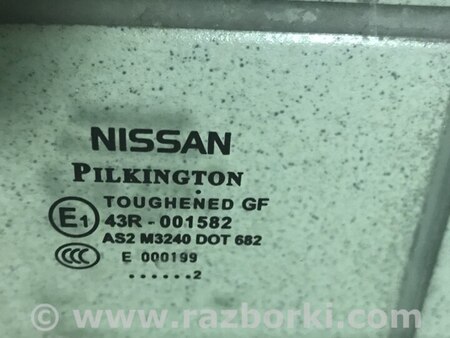 NISSAN
PILKINGTON
TOUGHENED GF
E1 43R - 001582
AS2 M3240 DOT 682
CCC E 000199
......2
© www.razborki.com